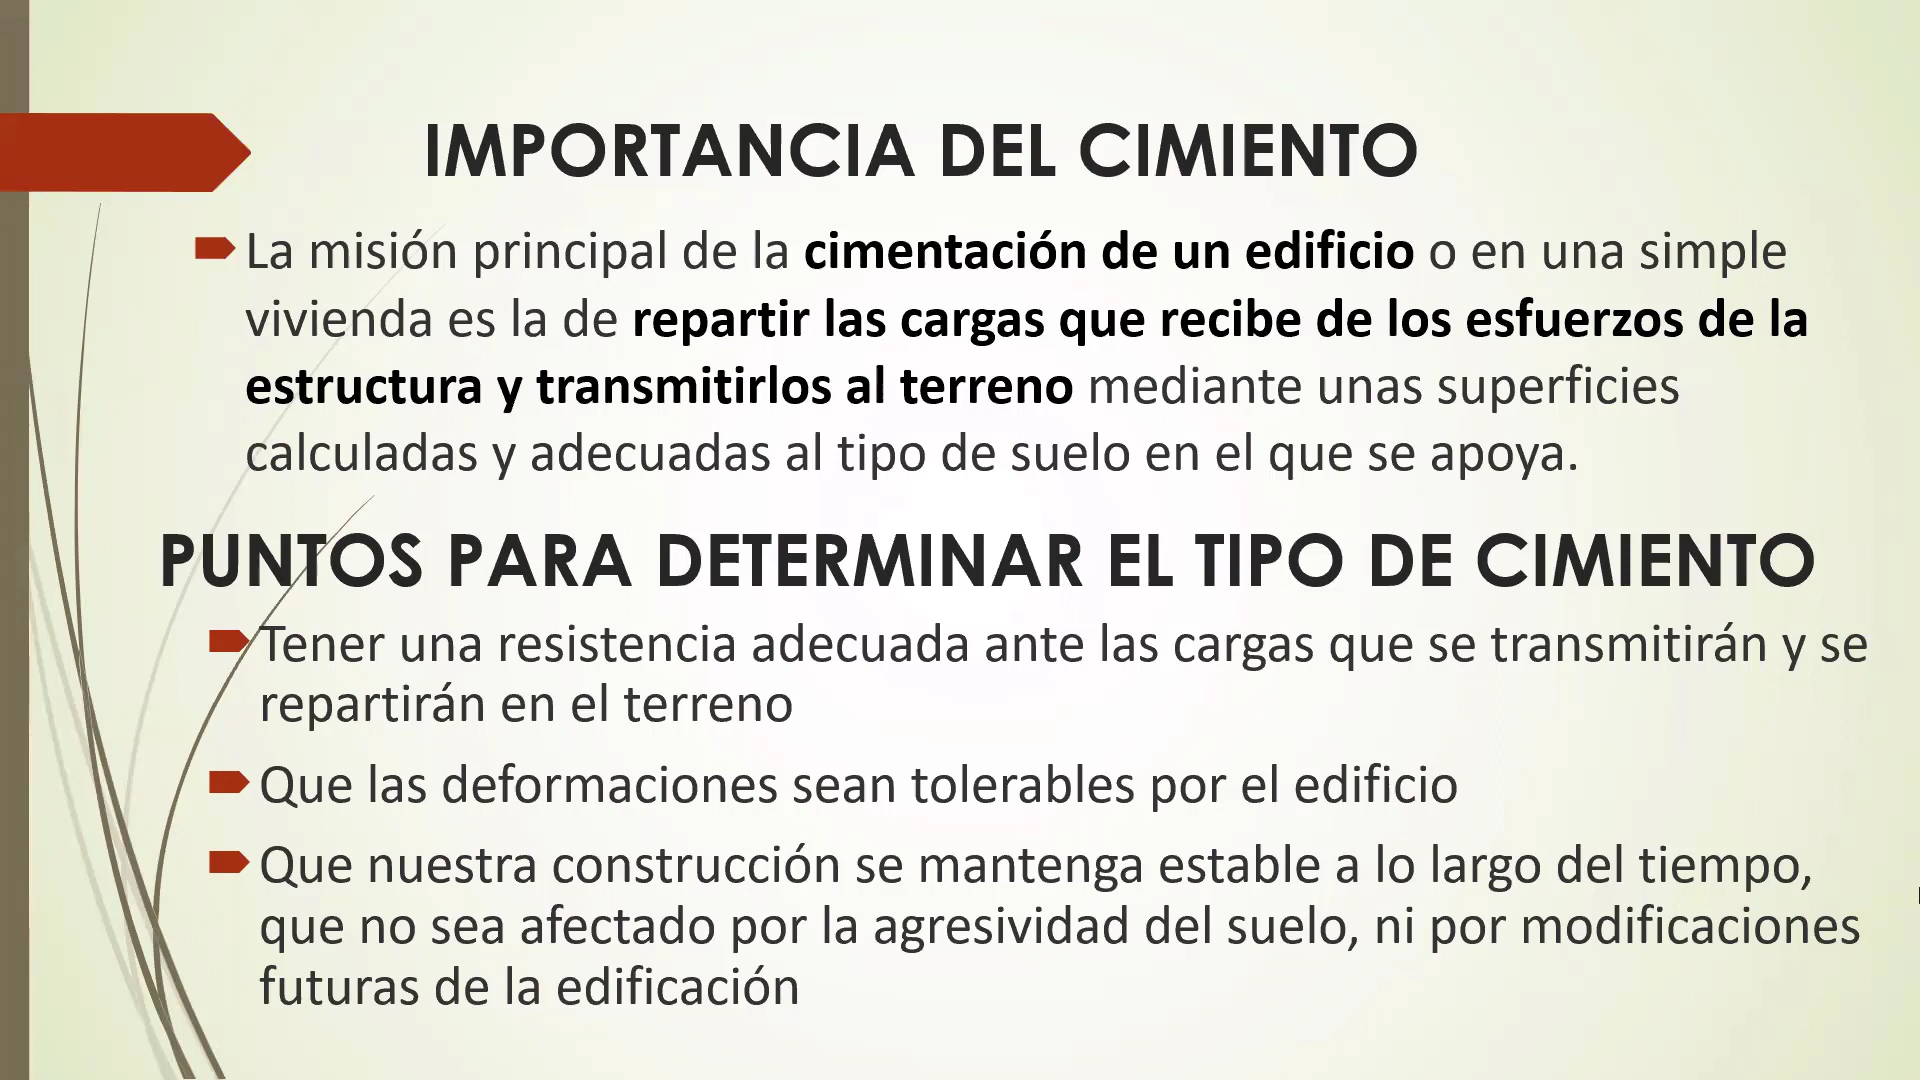 IMPORTANCIA DEL CIMIENTO
La misión principal de la cimentación de un edificio o en una simple
vivienda es la de repartir las cargas que recibe de los esfuerzos de la
estructura y transmitirlos al terreno mediante unas superficies
calculadas y adecuadas al tipo de suelo en el que se apoya.
PUNTOS PARA DETERMINAR EL TIPO DE CIMIENTO
Tener una resistencia adecuada ante las cargas que se transmitirán y se
repartirán en el terreno
Que las deformaciones sean tolerables por el edificio
Que nuestra construcción se mantenga estable a lo largo del tiempo,
que no sea afectado por la agresividad del suelo, ni por modificaciones
futuras de la edificación